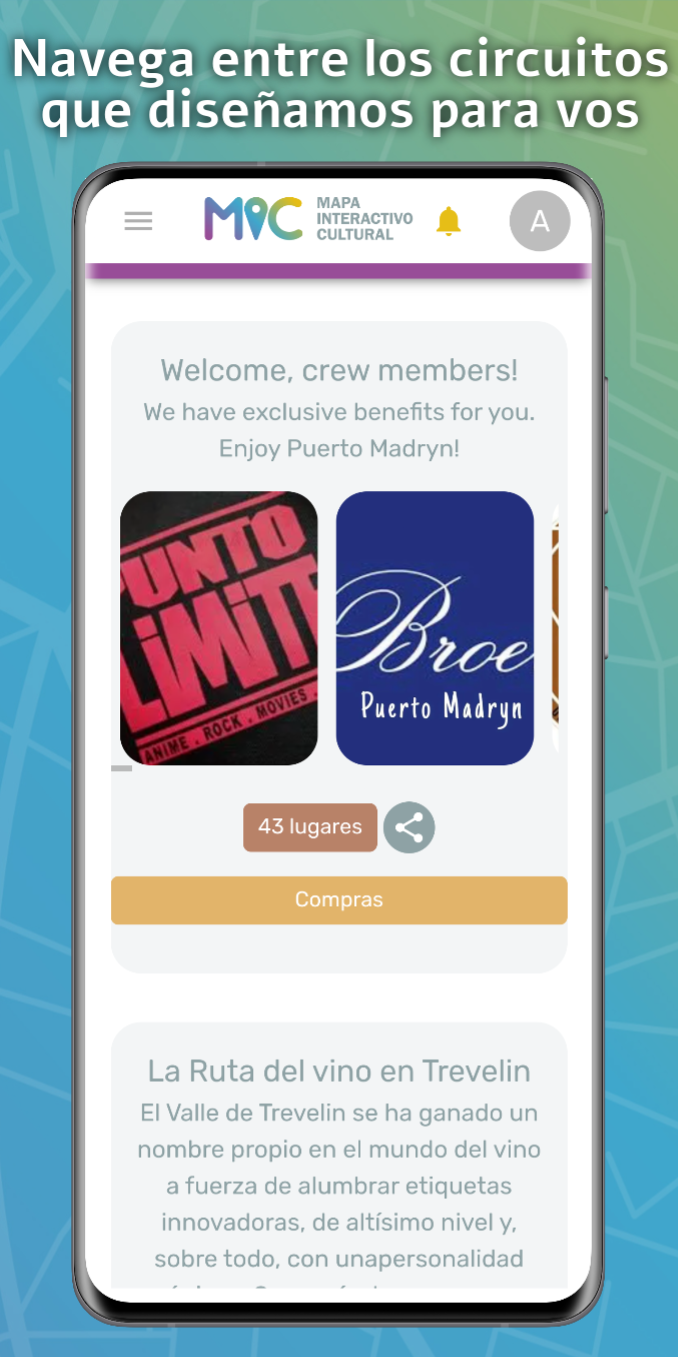 Navega entre los circuitos
que diseñamos para vos
MIC
MAPA
INTERACTIVO
CULTURAL
A
Welcome, crew members!
We have exclusive benefits for you.
Enjoy Puerto Madryn!
PUNTO
LiMiTE
ANIME . ROCK . MOVIES .
Broe
Puerto Madryn
43 lugares
Compras
La Ruta del vino en Trevelin
El Valle de Trevelin se ha ganado un
nombre propio en el mundo del vino
a fuerza de alumbrar etiquetas
innovadoras, de altísimo nivel y,
sobre todo, con unapersonalidad